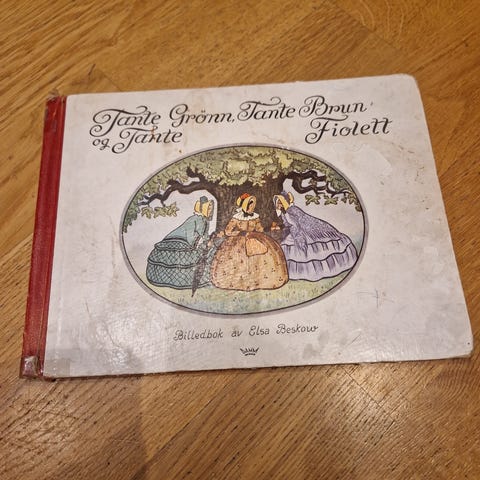 Tante Grönn, Tante Brun
og Tante Fiolett
Billedbok av Elsa Beskow